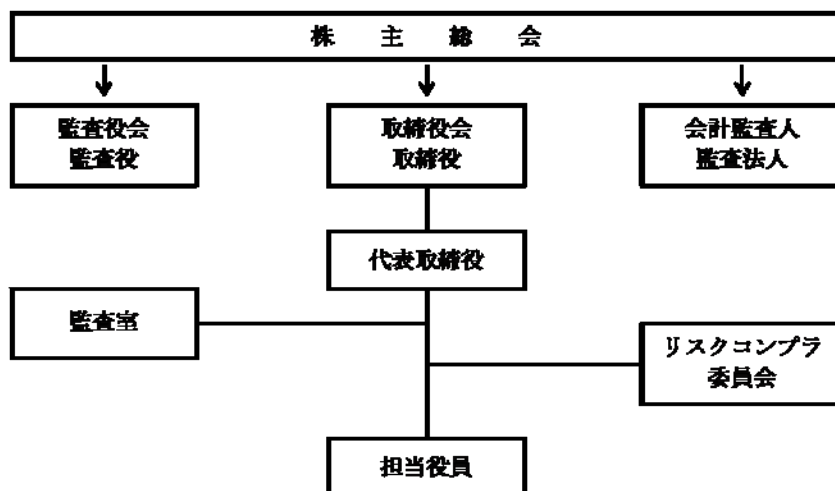 株主総会
監査役会
監査役
取締役会
取締役
会計監査人
監査法人
代表取締役
監査室
リスクコンプラ
委員会
担当役員